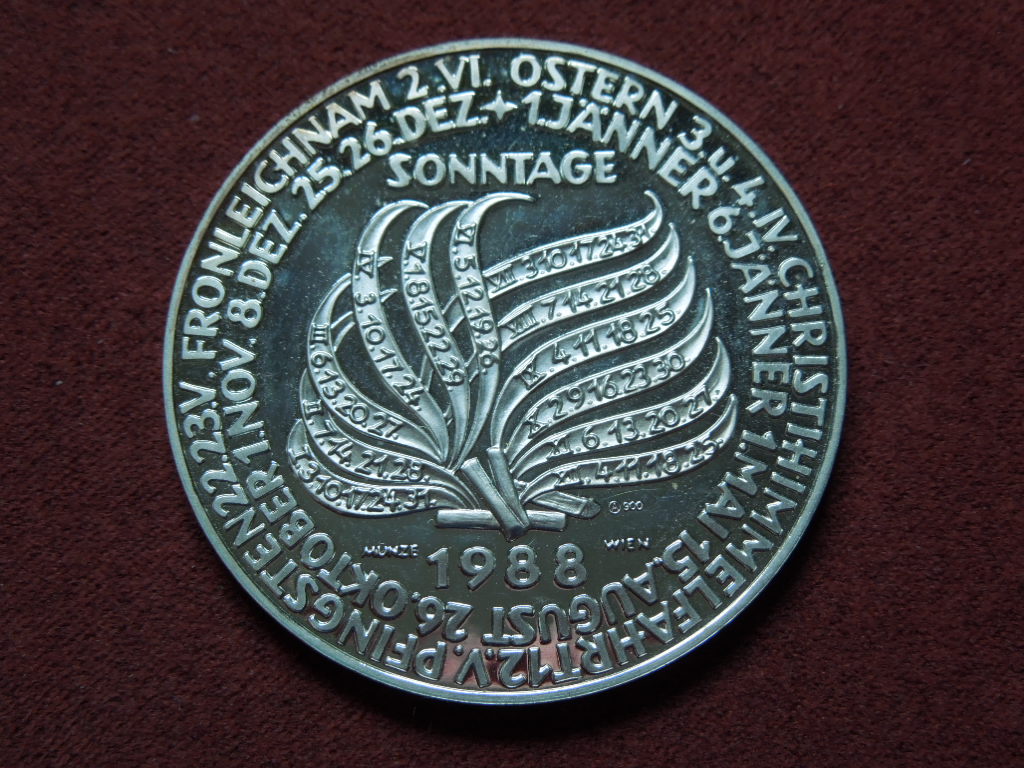 OSTERN 3.u.4.IV. CHRISTI·HIMMELFAHRT 12.V. PFINGSTEN 22.23.V. FRONLEICHNAM 2.VI.
1.JÄNNER 6.JÄNNER 1.MAI 15.AUGUST 26.OKTOBER 1.NOV. 8.DEZ. 25.26.DEZ.
SONNTAGE
I.3.10.17.24.31.
II.7.14.21.28.
III.6.13.20.27.
IV.3.10.17.24.
V.1.8.15.22.29
VI.5.12.19.26
VII.3.10.17.24.31.
VIII.7.14.21.28.
IX.4.11.18.25.
X.2.9.16.23.30.
XI.6.13.20.27.
XII.4.11.18.25.
900
MÜNZE WIEN
1988